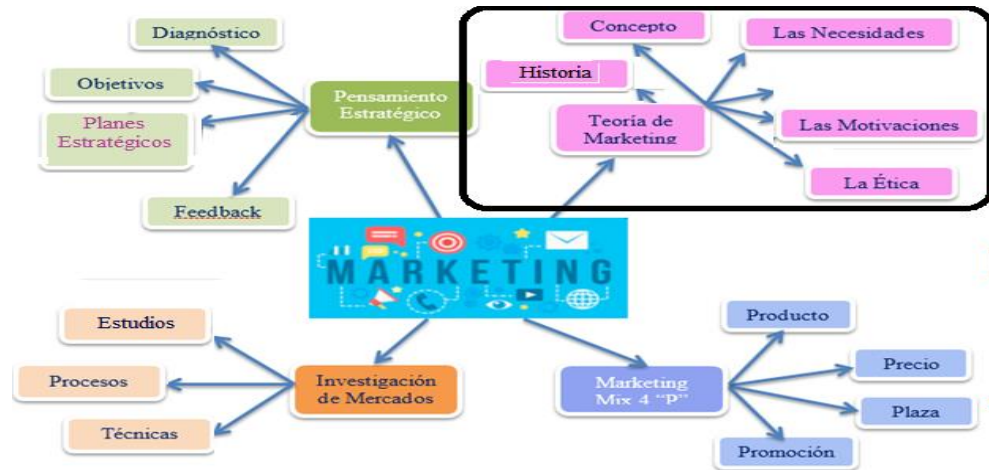 Diagnóstico
Objetivos
Planes
Estratégicos
Feedback
Pensamiento
Estratégico
Concepto
Historia
Teoría de
Marketing
Las Necesidades
Las Motivaciones
La Ética
MARKETING
Estudios
Procesos
Técnicas
Investigación
de Mercados
Marketing
Mix 4 “P”
Producto
Precio
Plaza
Promoción